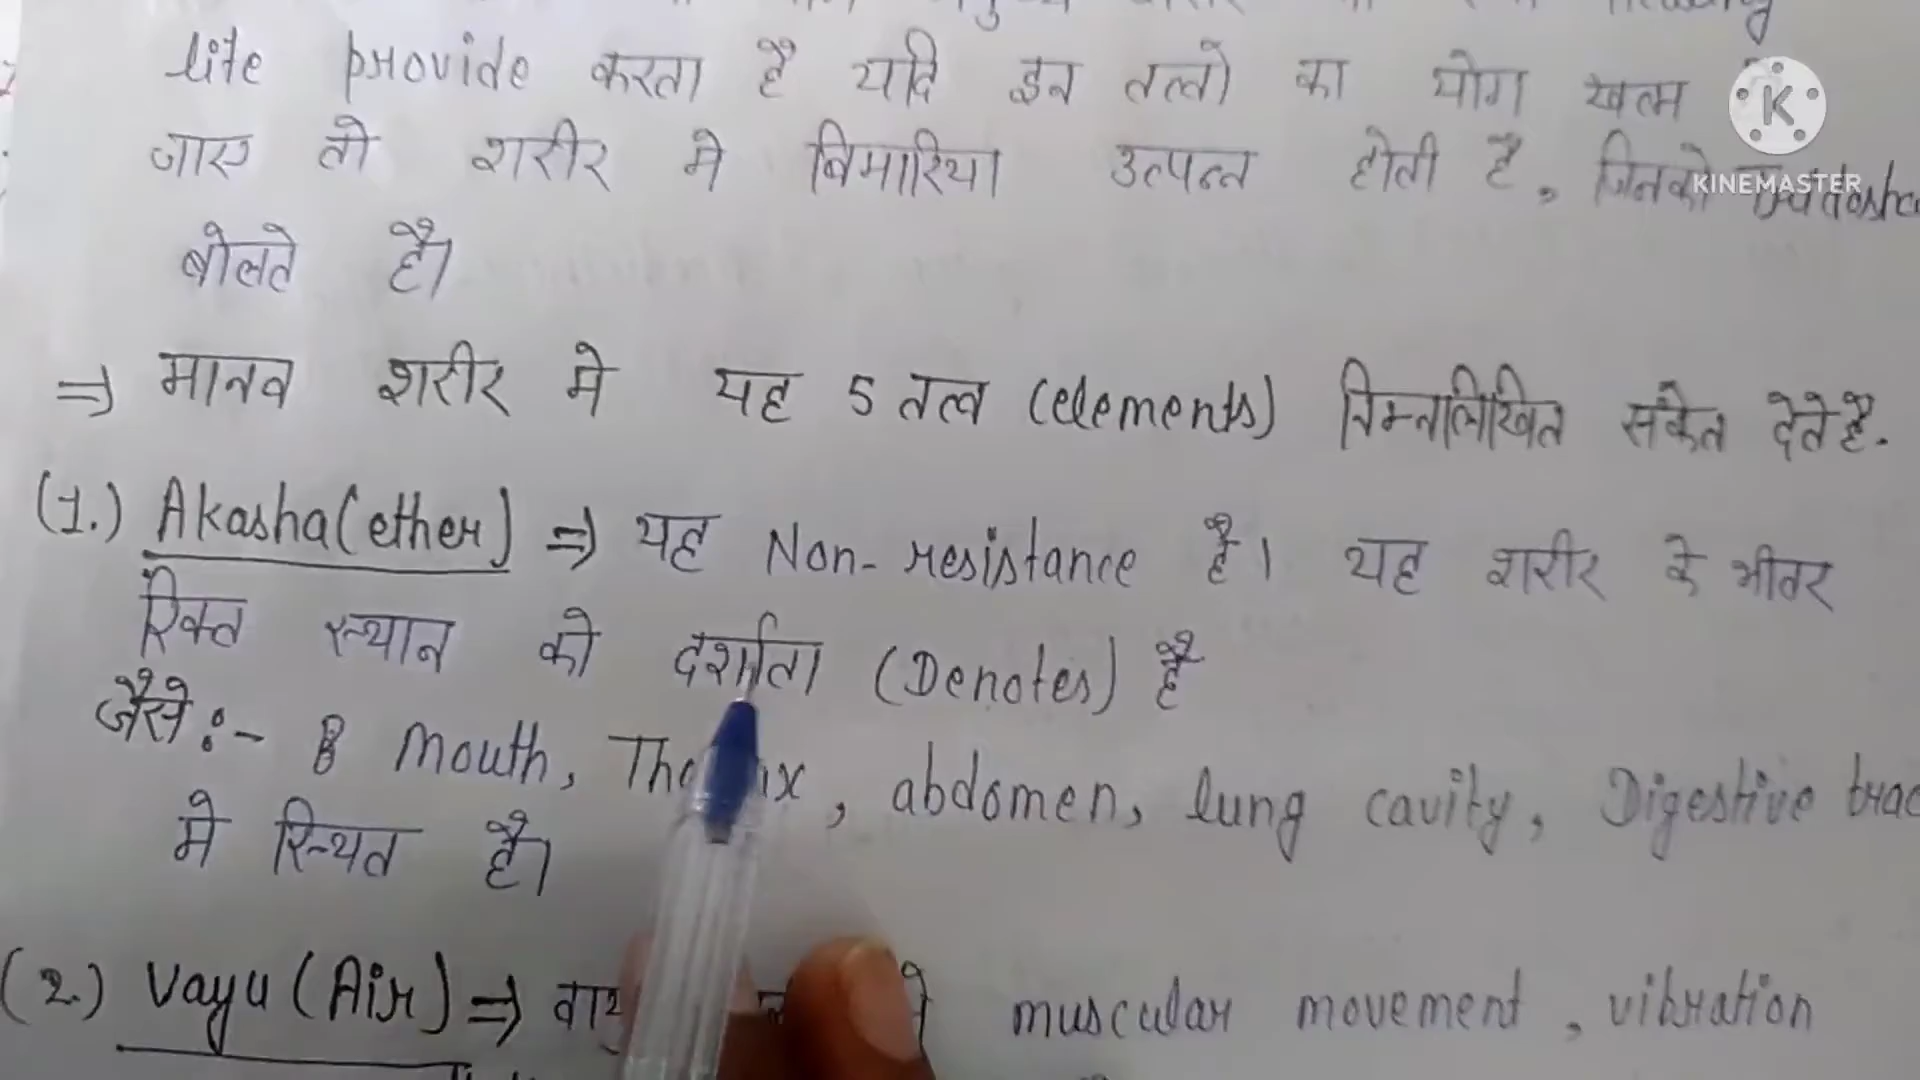 life provide करता है यदि इन तत्वो का योग खत्म
जाए तो शरीर मे बिमारिया उत्पन्न होती है, जिनको
बोलते है।
⇒ मानव शरीर मे यह 5 तत्व (elements) निम्नलिखित संकेत देते है.
(1.) Akasha(ether) ⇒ यह Non-resistance है। यह शरीर के भीतर
रिक्त स्थान को दर्शाता (Denotes) है
जैसे :- Mouth, abdomen, lung cavity, Digestive
मे स्थित है।
(2.) Vayu (Air) ⇒ muscular movement, vibration
K
KINEMASTER